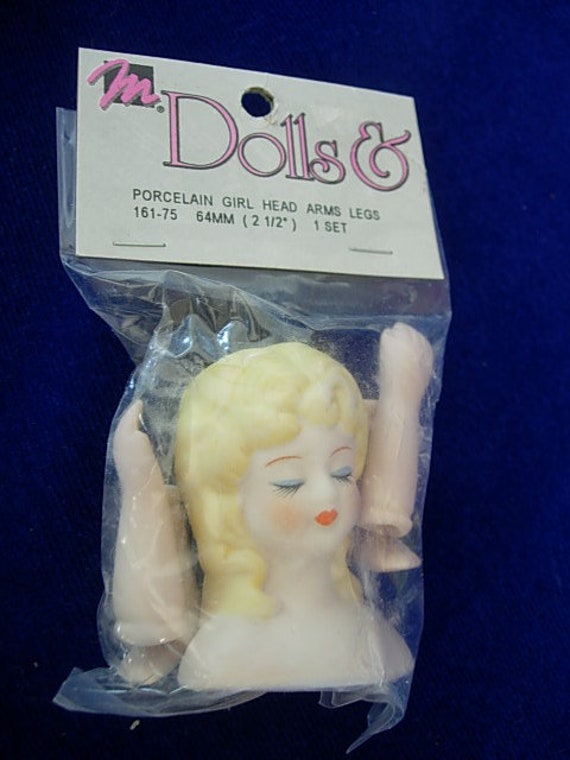 m®
Dolls &
PORCELAIN GIRL HEAD ARMS LEGS
161-75 64MM ( 2 1/2" ) 1 SET